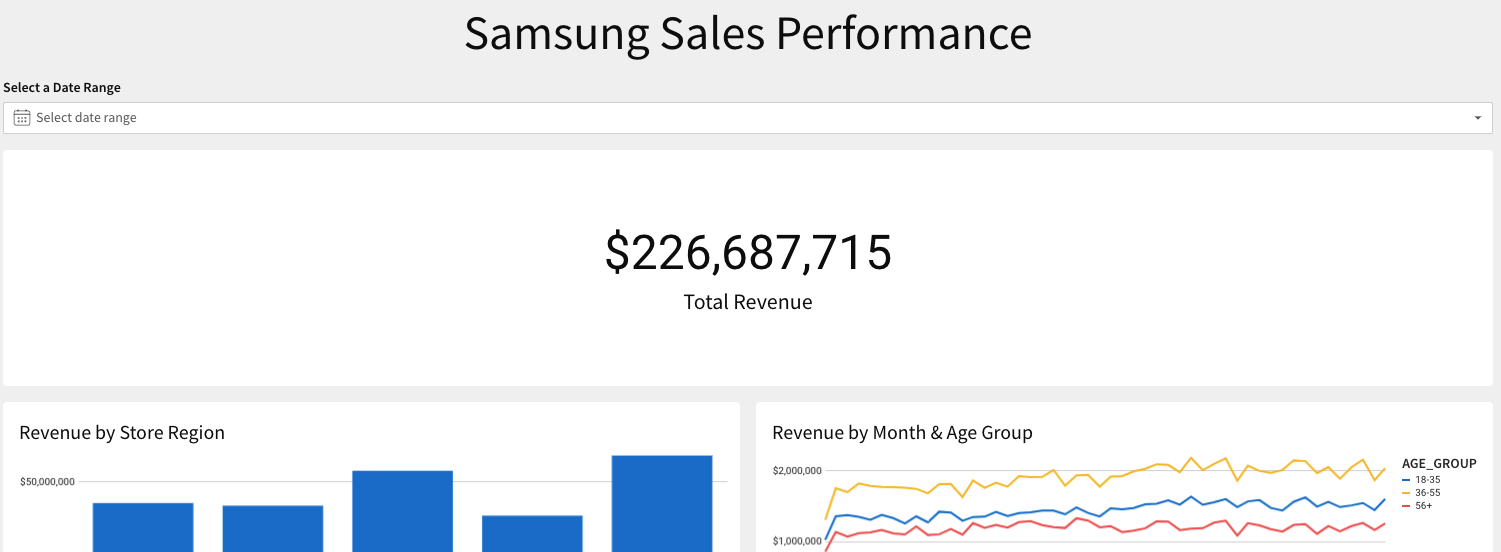 Samsung Sales Performance
Select a Date Range
Select date range
$226,687,715
Total Revenue
Revenue by Store Region
$50,000,000
Revenue by Month & Age Group
$2,000,000
$1,000,000
AGE_GROUP
18-35
36-55
56+